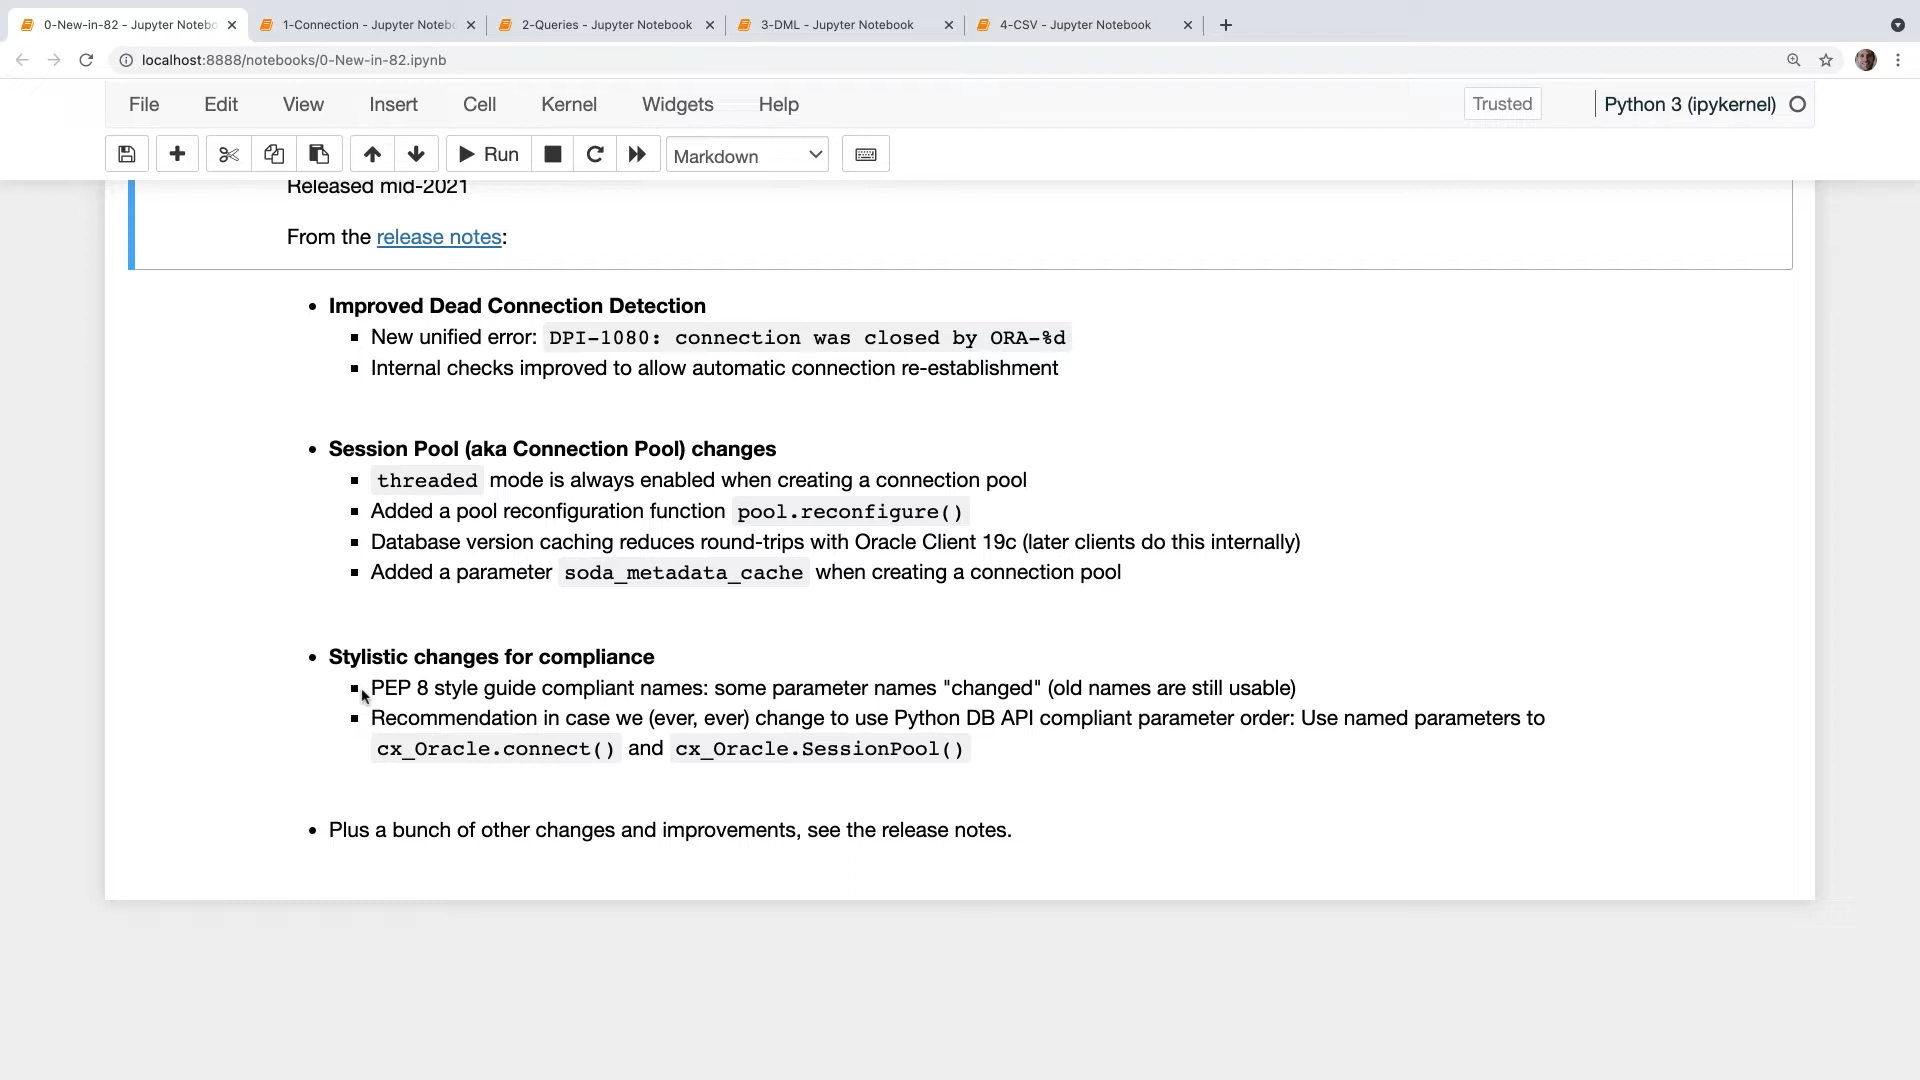 0-New-in-82 - Jupyter Notebo
1-Connection - Jupyter Notebo
2-Queries - Jupyter Notebook
3-DML - Jupyter Notebook
4-CSV - Jupyter Notebook
localhost:8888/notebooks/0-New-in-82.ipynb
File Edit View Insert Cell Kernel Widgets Help Trusted Python 3 (ipykernel)
Run Markdown
Released mid-2021
From the release notes:
• Improved Dead Connection Detection
▪ New unified error: DPI-1080: connection was closed by ORA-%d
▪ Internal checks improved to allow automatic connection re-establishment
• Session Pool (aka Connection Pool) changes
▪ threaded mode is always enabled when creating a connection pool
▪ Added a pool reconfiguration function pool.reconfigure()
▪ Database version caching reduces round-trips with Oracle Client 19c (later clients do this internally)
▪ Added a parameter soda_metadata_cache when creating a connection pool
• Stylistic changes for compliance
▪ PEP 8 style guide compliant names: some parameter names "changed" (old names are still usable)
▪ Recommendation in case we (ever, ever) change to use Python DB API compliant parameter order: Use named parameters to
cx_Oracle.connect() and cx_Oracle.SessionPool()
• Plus a bunch of other changes and improvements, see the release notes.